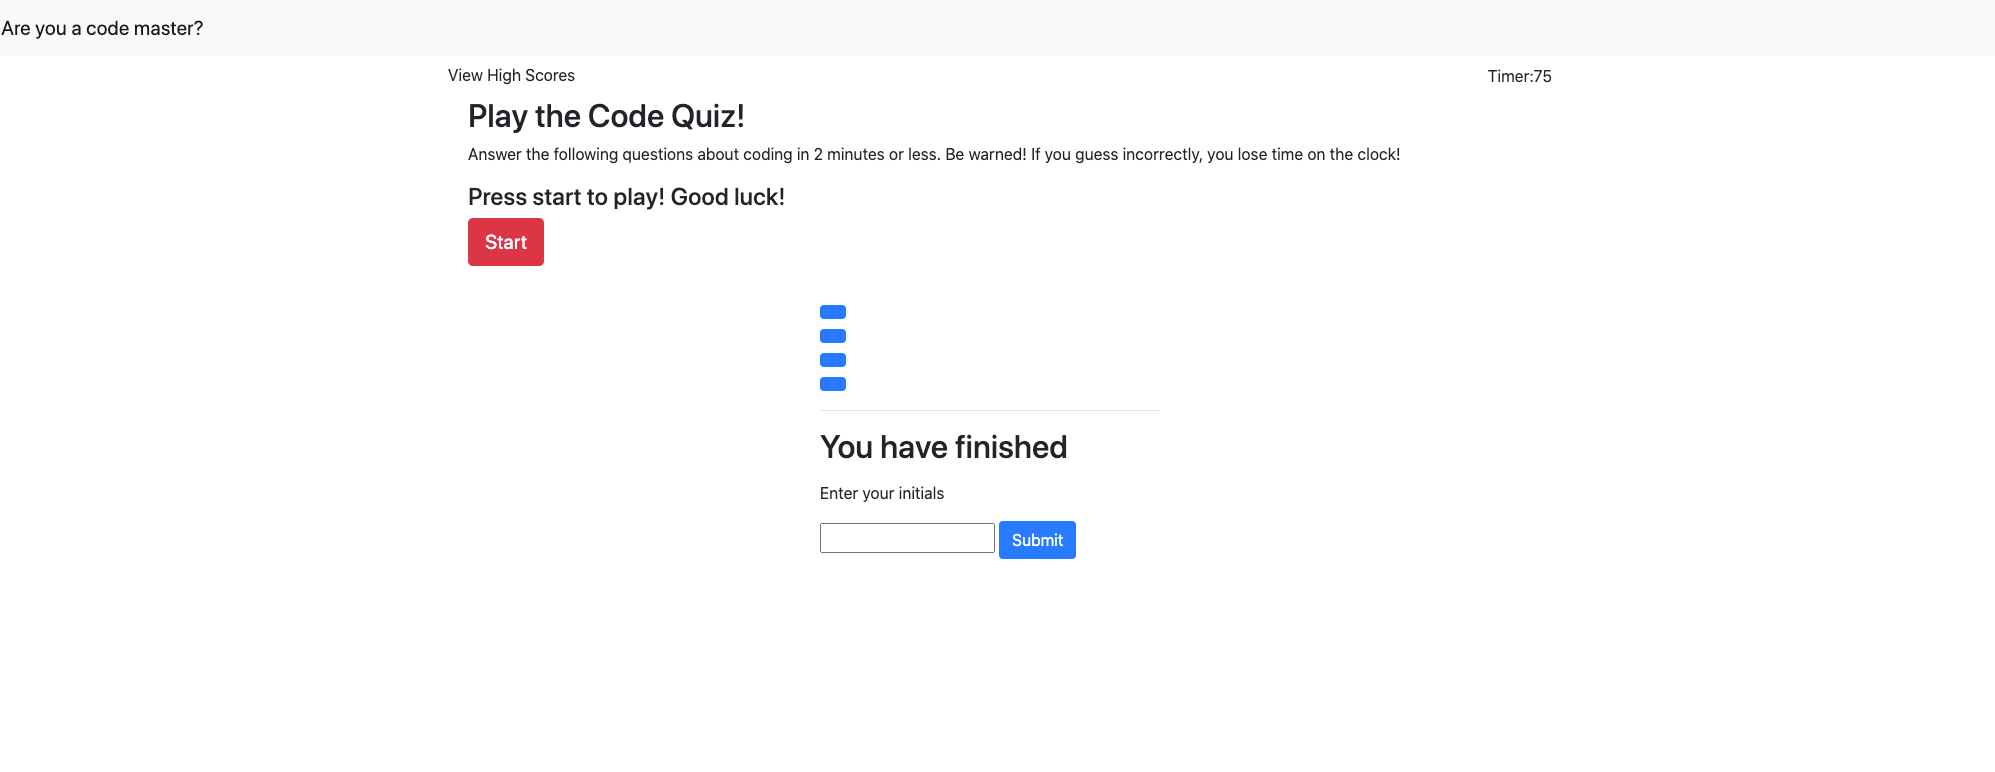 Are you a code master?
View High Scores
Timer:75
Play the Code Quiz!
Answer the following questions about coding in 2 minutes or less. Be warned! If you guess incorrectly, you lose time on the clock!
Press start to play! Good luck!
Start
You have finished
Enter your initials
Submit